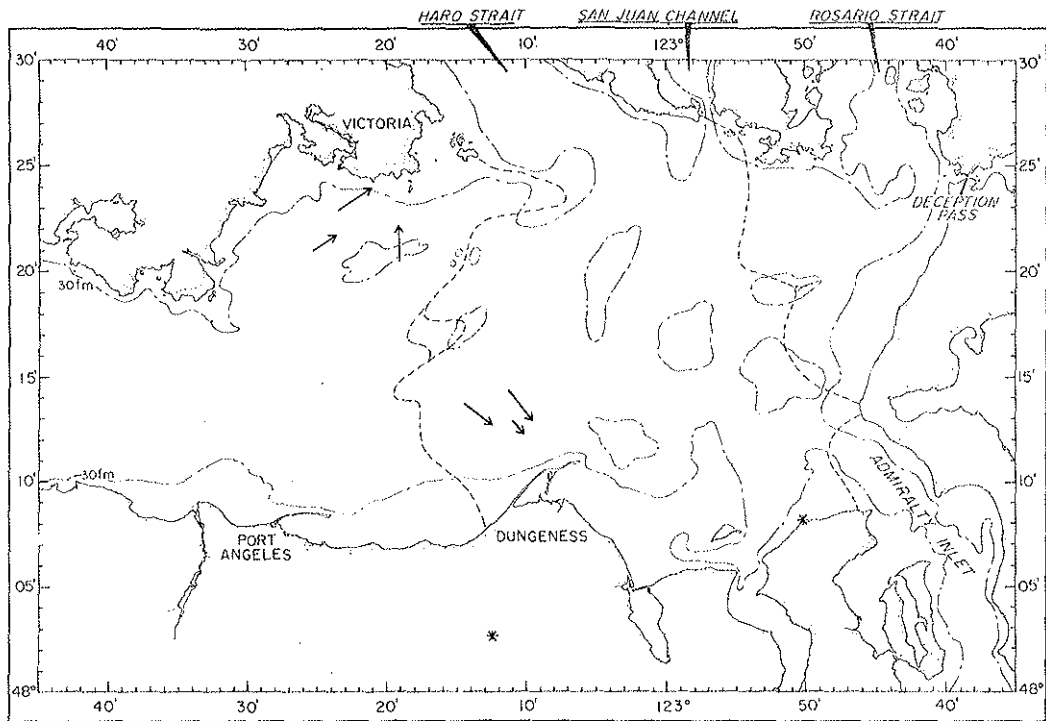 HARO STRAIT SAN JUAN CHANNEL ROSARIO STRAIT
40' 30' 20' 10' 123° 50' 40'
30' 30'
VICTORIA
25' 25'
DECEPTION
PASS
20' 20'
30fm
15' 15'
30fm
10' 10'
ADMIRALTY
INLET
PORT
ANGELES
DUNGENESS
05' 05'
48° 48°
40' 30' 20' 10' 123° 50' 40'